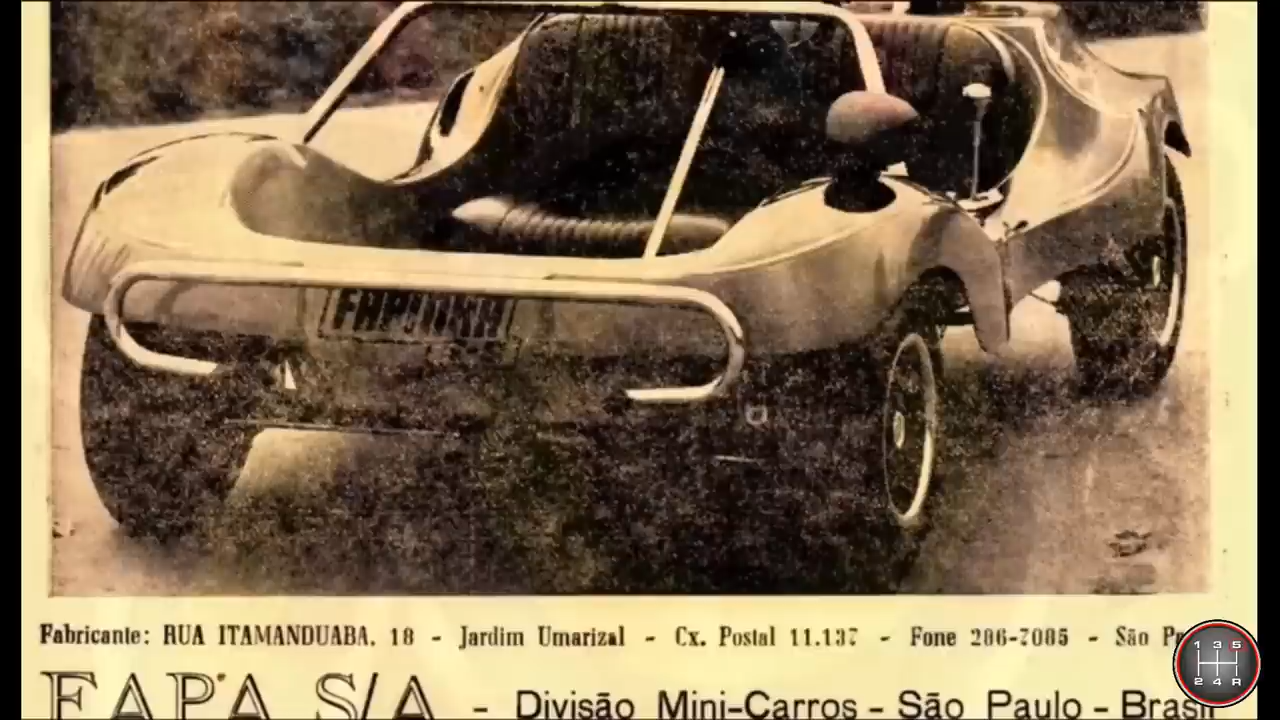 FAPINHA
Fabricante: RUA ITAMANDUABA, 18 - Jardim Umarizal - Cx. Postal 11.137 - Fone 286-7085 - São
FAPA S/A - Divisão Mini-Carros - São Paulo - Brasil
1 3 5
2 4 R